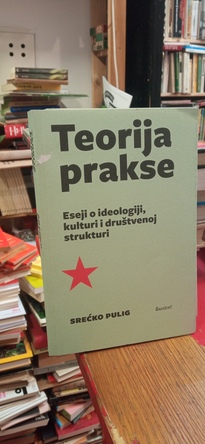 Teorija
prakse
Eseji o ideologiji,
kulturi i društvenoj
strukturi
SREĆKO PULIG